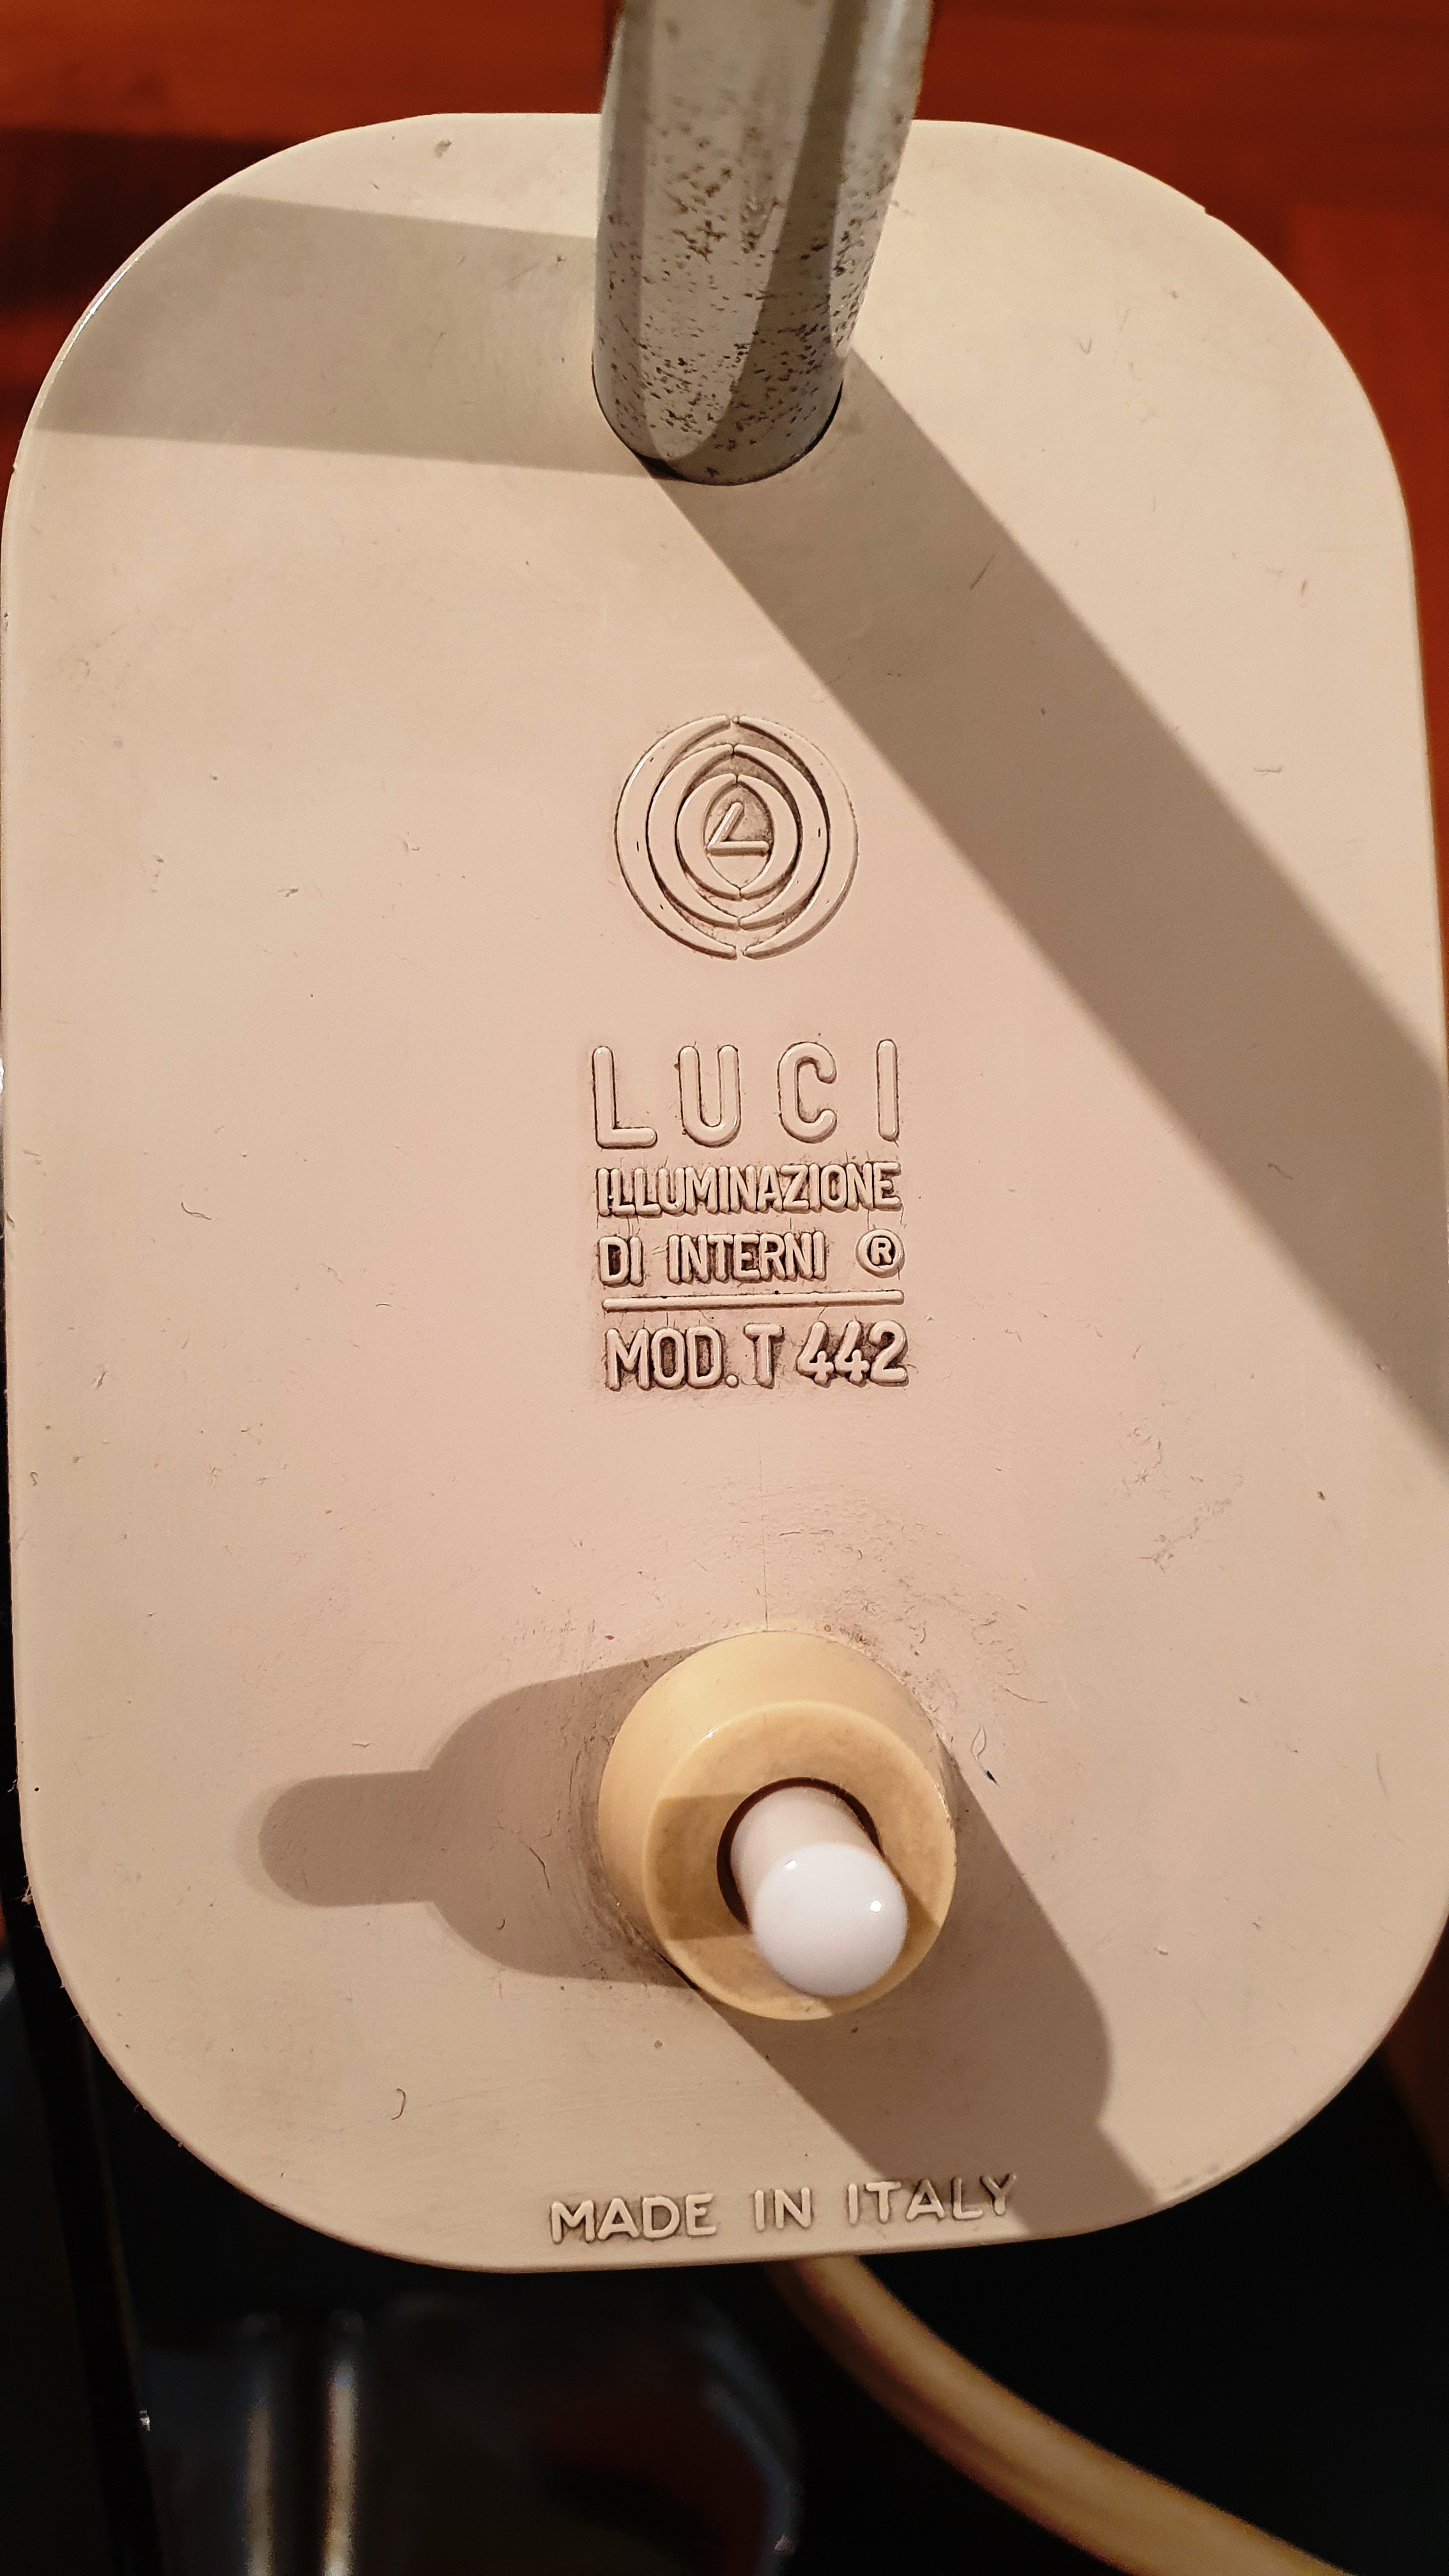 L
LUCI
ILLUMINAZIONE
DI INTERNI ®
MOD. T 442
MADE IN ITALY